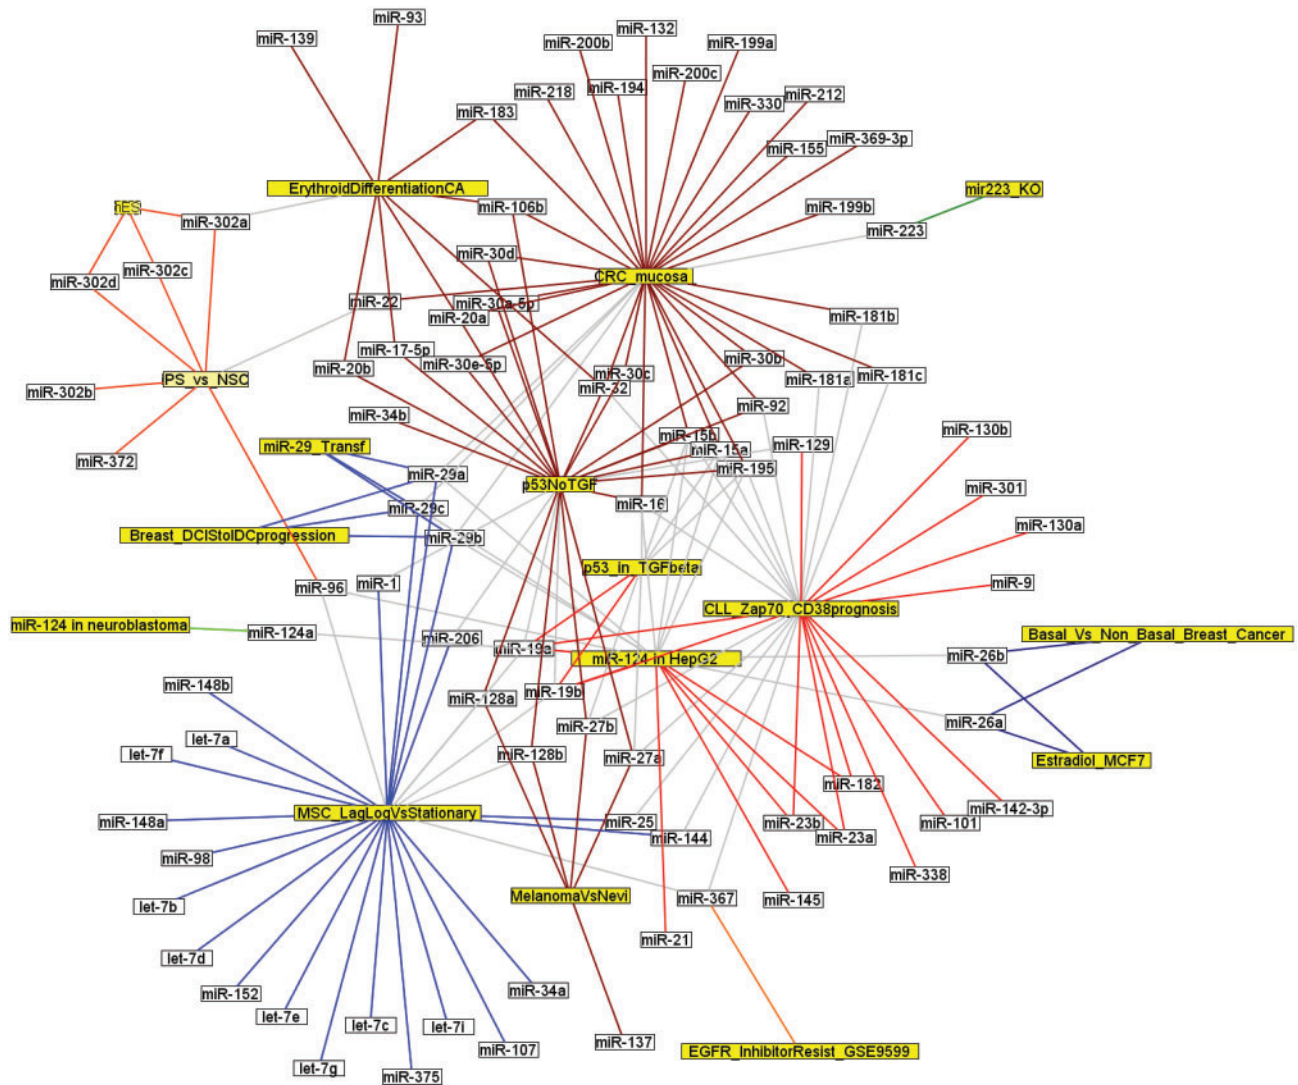 miR-93
miR-139
miR-132
miR-200b
miR-199a
miR-200c
miR-194
miR-218
miR-212
miR-330
miR-183
miR-369-3p
miR-155
ErythroidDifferentiationCA
mir223_KO
hES
miR-106b
miR-199b
miR-302a
miR-223
miR-30d
miR-302c
CRC_mucosa
miR-302d
miR-22
miR-30a-5p
miR-20a
miR-181b
miR-17-5p
miR-30b
miR-20b
miR-30e-5p
miR-30c
miR-181a
miR-181c
PS_vs_NSC
miR-32
miR-302b
miR-92
miR-34b
miR-130b
miR-15b
miR-29_Transf
miR-15a
miR-129
miR-372
miR-195
miR-29a
p53NoTGF
miR-301
miR-29c
miR-16
miR-130a
Breast_DCIStoIDCprogression
miR-29b
p53_in_TGFbeta
miR-1
miR-9
miR-96
CLL_Zap70_CD38prognosis
miR-124 in neuroblastoma
miR-124a
miR-206
Basal_Vs_Non_Basal_Breast_Cancer
miR-19a
miR-124 in HepG2
miR-26b
miR-148b
miR-19b
miR-128a
miR-26a
miR-27b
let-7a
let-7f
miR-128b
miR-27a
Estradiol_MCF7
miR-182
MSC_LagLogVsStationary
miR-142-3p
miR-148a
miR-25
miR-23b
miR-101
miR-144
miR-23a
miR-98
miR-338
MelanomaVsNevi
miR-367
miR-145
let-7b
miR-21
let-7d
miR-152
miR-34a
let-7e
let-7c
let-7i
miR-137
miR-107
EGFR_InhibitorResist_GSE9599
let-7g
miR-375